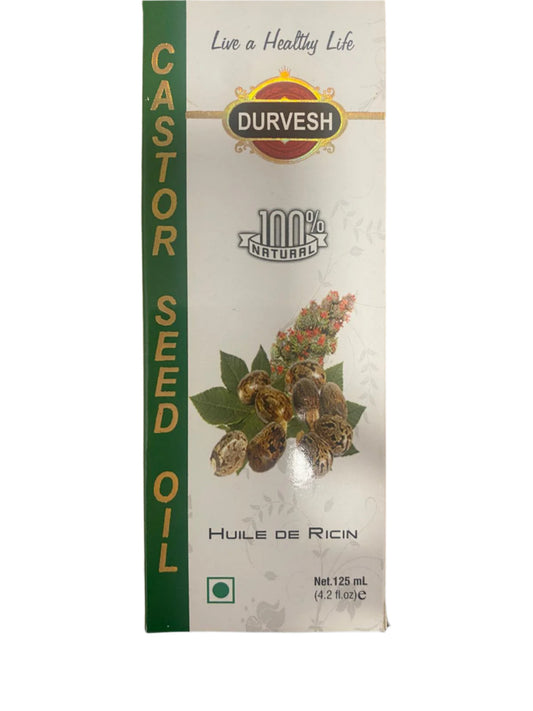 CASTOR SEED OIL
Live a Healthy Life
DURVESH
100%
NATURAL
HUILE DE RICIN
Net.125 mL
(4.2 fl.oz)e